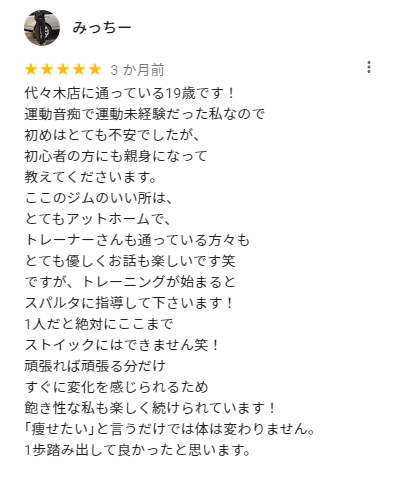 みっちー
★★★★★ 3 か月前
代々木店に通っている19歳です！
運動音痴で運動未経験だった私なので
初めはとても不安でしたが、
初心者の方にも親身になって
教えてくださいます。
ここのジムのいい所は、
とてもアットホームで、
トレーナーさんも通っている方々も
とても優しくお話も楽しいです笑
ですが、トレーニングが始まると
スパルタに指導して下さいます！
1人だと絶対にここまで
ストイックにはできません笑！
頑張れば頑張る分だけ
すぐに変化を感じられるため
飽き性な私も楽しく続けられています！
｢痩せたい｣と言うだけでは体は変わりません。
1歩踏み出して良かったと思います。